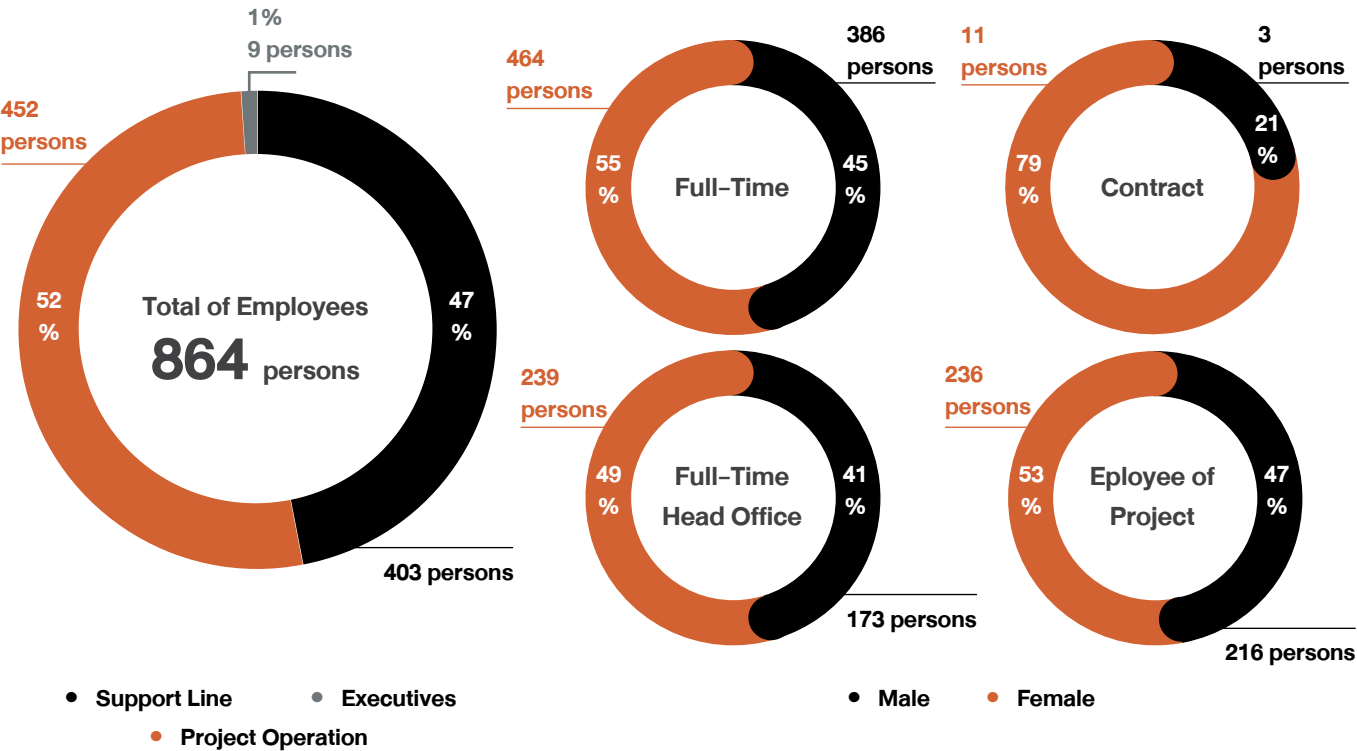 1%
9 persons
452
persons
52
%
47
%
Total of Employees
864 persons
403 persons
Support Line
Executives
Project Operation
464
persons
386
persons
55
%
45
%
Full-Time
11
persons
3
persons
21
%
79
%
Contract
239
persons
49
%
41
%
Full-Time
Head Office
173 persons
236
persons
53
%
47
%
Eployee of
Project
216 persons
Male
Female